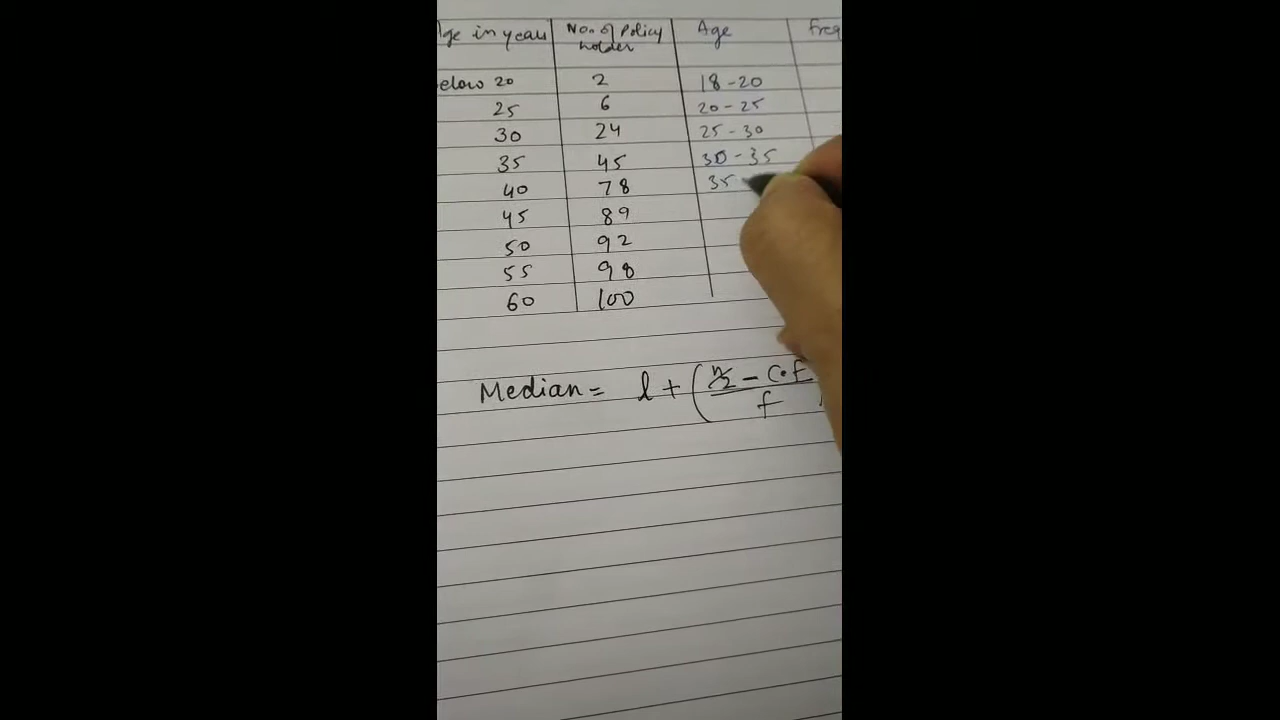 ge in years No. of Policy holder Age Freq
elow 20 2 18-20
25 6 20-25
30 24 25-30
35 45 30-35
40 78 35
45 89
50 92
55 98
60 100
Median = l + ( n/2 - C.F / f